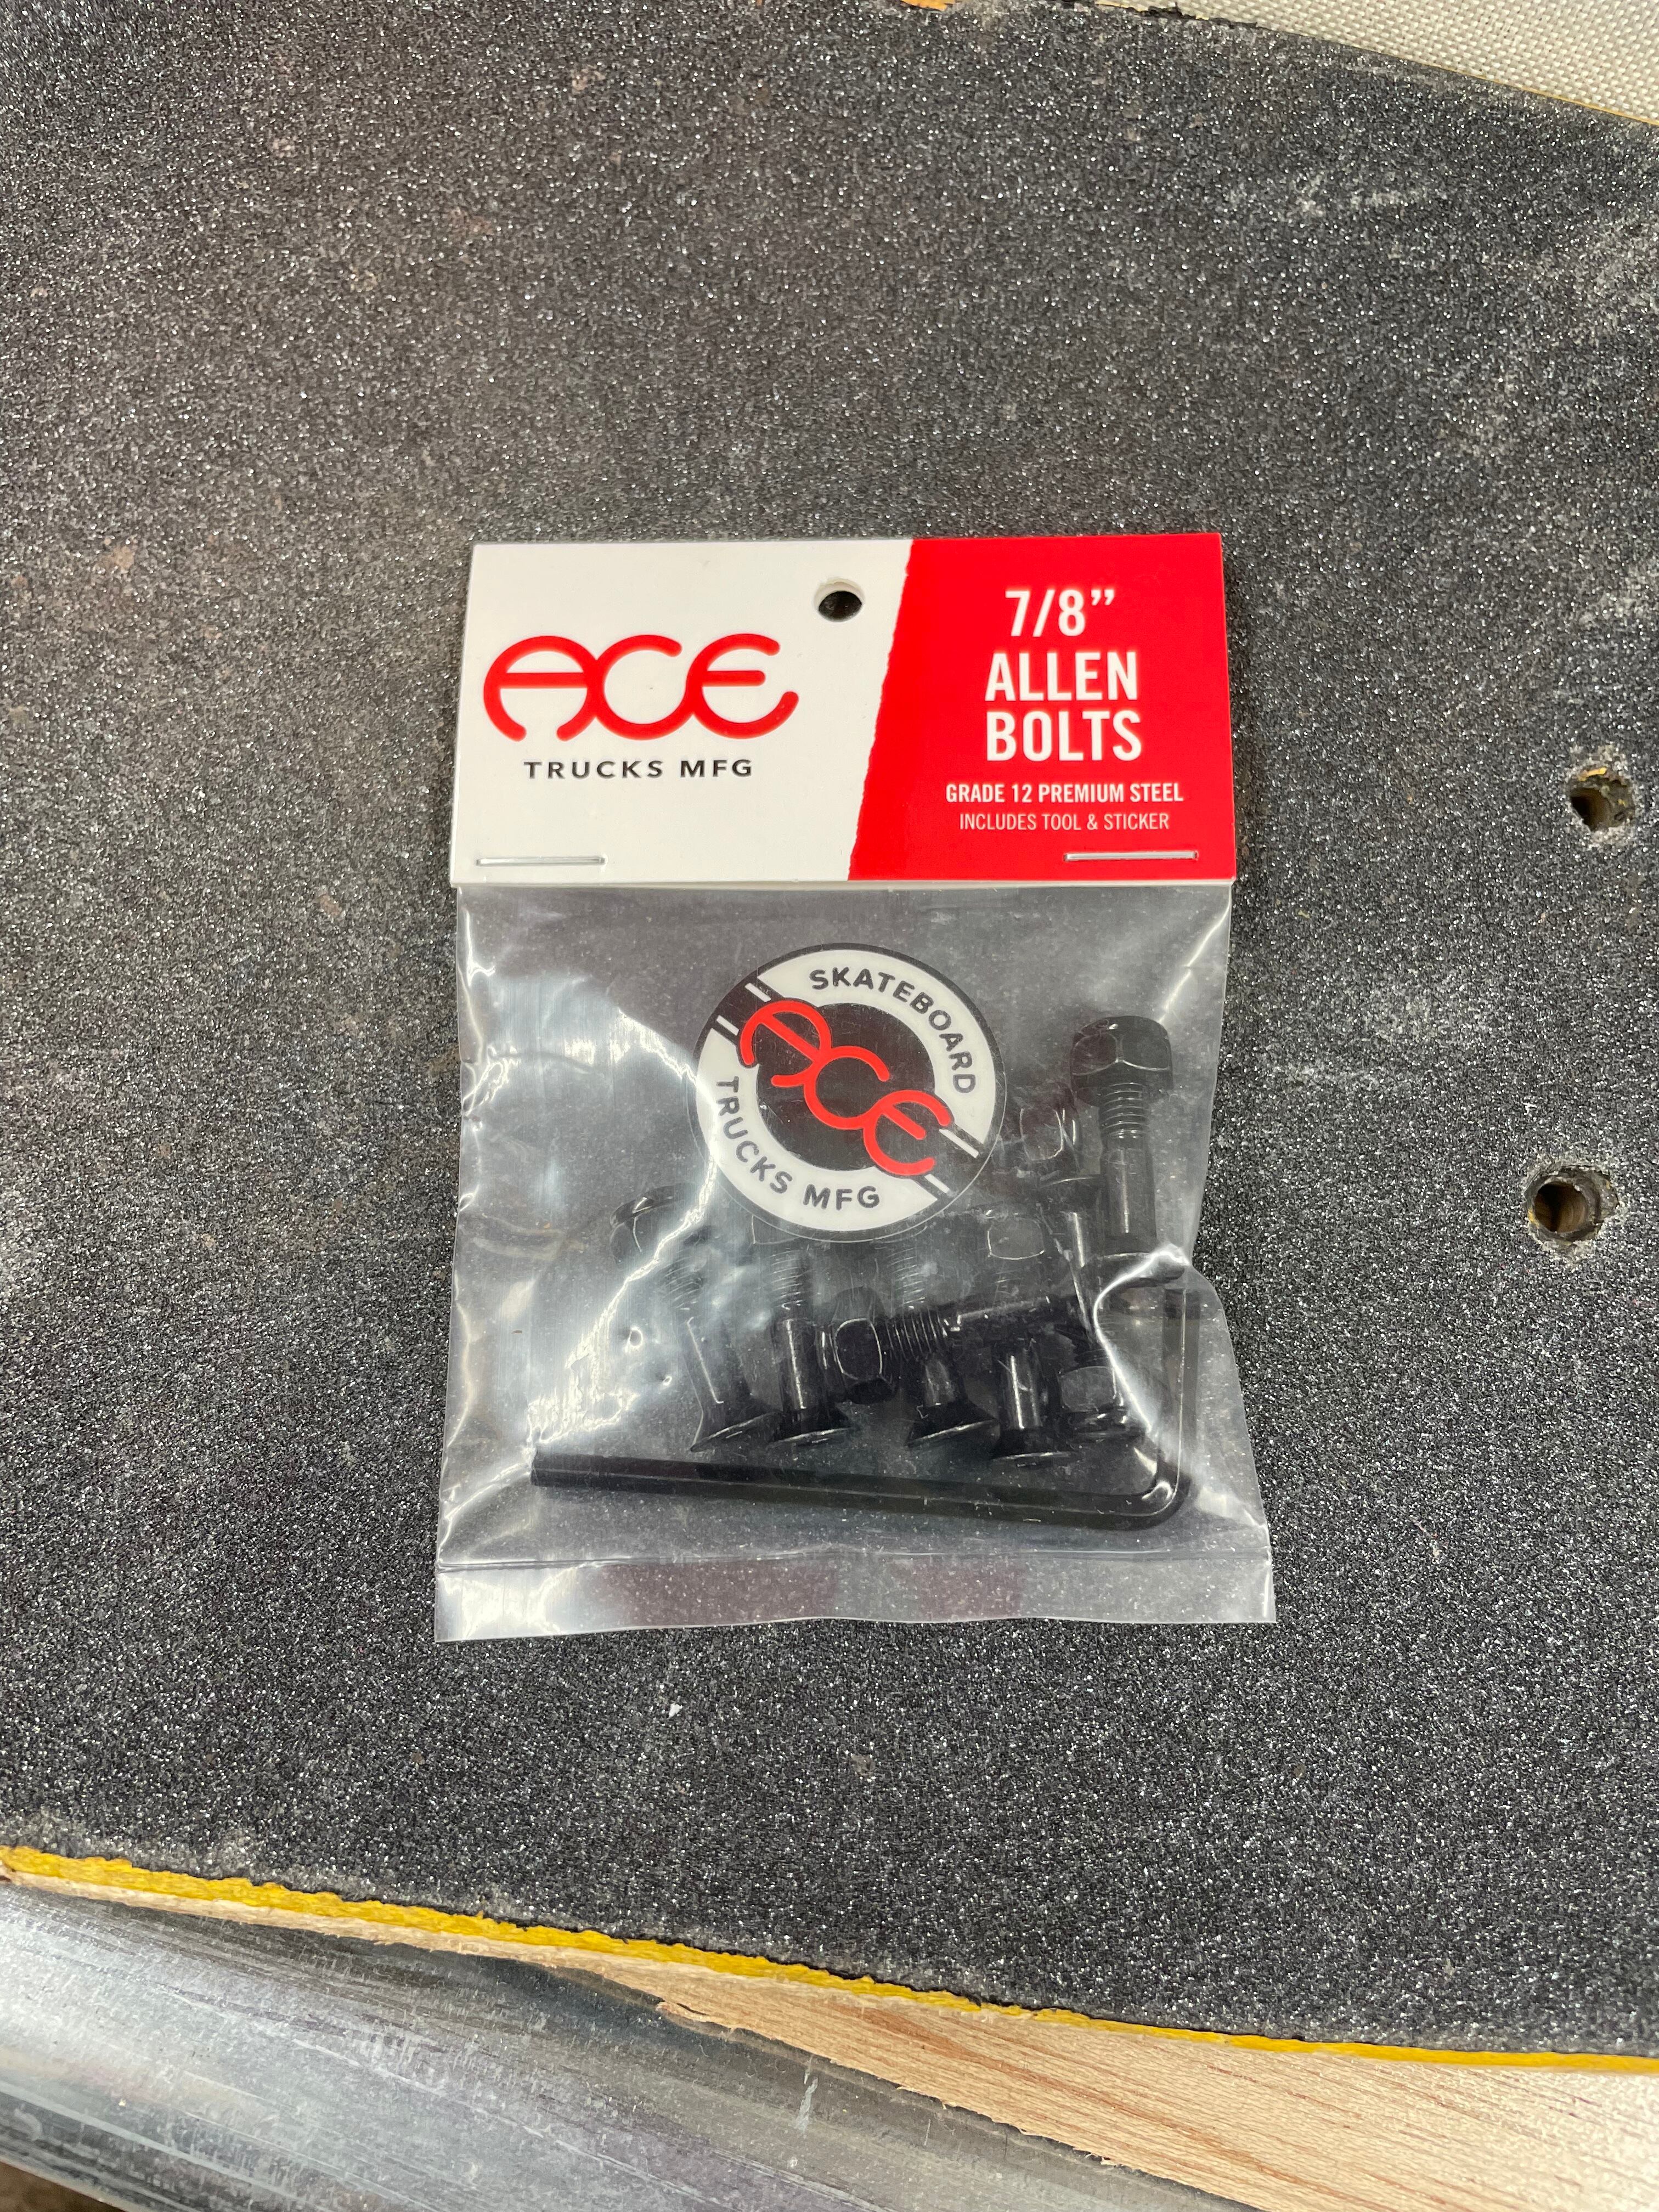 ACE
TRUCKS MFG
7/8”
ALLEN
BOLTS
GRADE 12 PREMIUM STEEL
INCLUDES TOOL & STICKER
SKATEBOARD
ACE
TRUCKS MFG